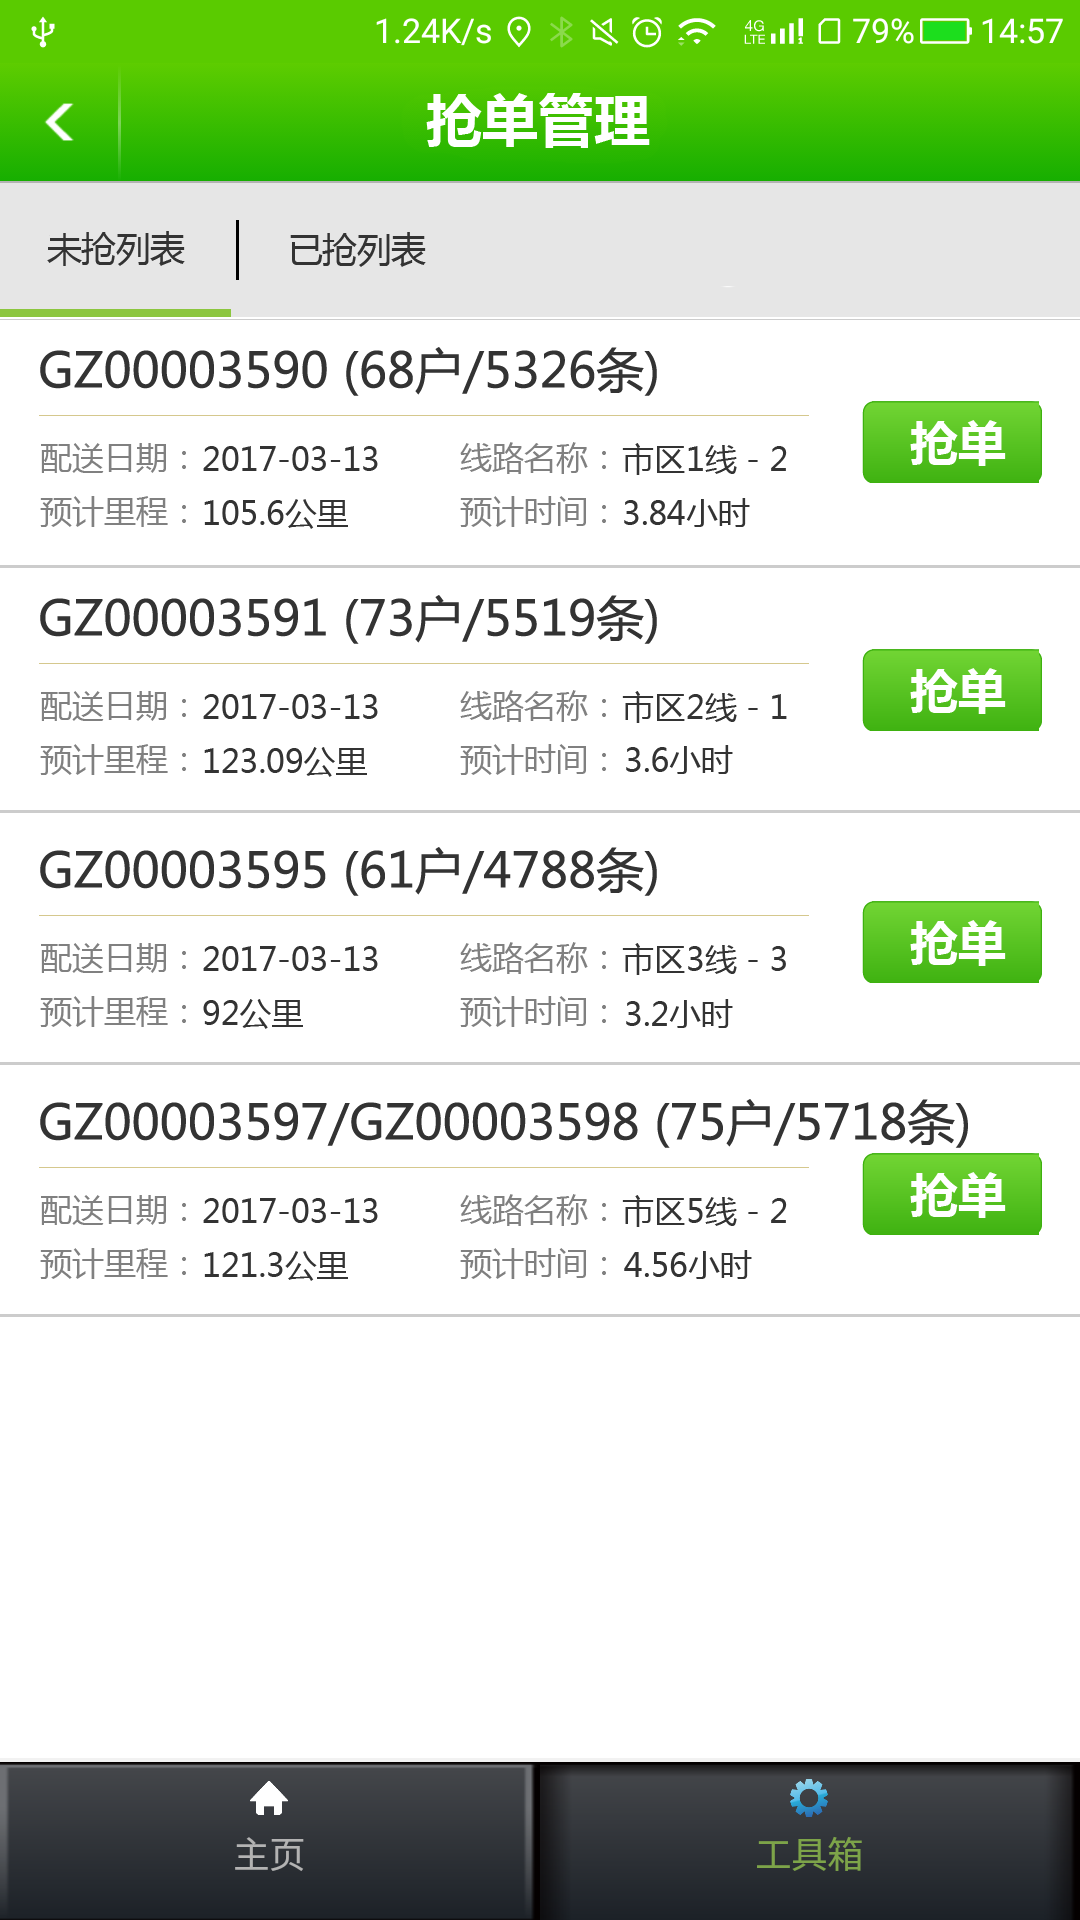 1.24K/s 4G LTE 79% 14:57
抢单管理
未抢列表 已抢列表
GZ00003590 (68户/5326条)
抢单
配送日期：2017-03-13 线路名称：市区1线 - 2
预计里程：105.6公里 预计时间：3.84小时
GZ00003591 (73户/5519条)
抢单
配送日期：2017-03-13 线路名称：市区2线 - 1
预计里程：123.09公里 预计时间：3.6小时
GZ00003595 (61户/4788条)
抢单
配送日期：2017-03-13 线路名称：市区3线 - 3
预计里程：92公里 预计时间：3.2小时
GZ00003597/GZ00003598 (75户/5718条)
抢单
配送日期：2017-03-13 线路名称：市区5线 - 2
预计里程：121.3公里 预计时间：4.56小时
主页 工具箱